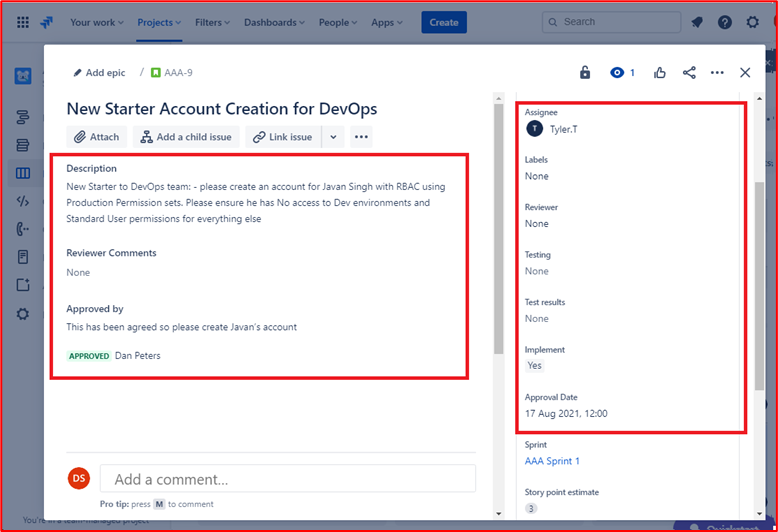 Your work Projects Filters Dashboards People Apps Create Search
Add epic / AAA-9 1
New Starter Account Creation for DevOps
Attach Add a child issue Link issue
Description
New Starter to DevOps team: - please create an account for Javan Singh with RBAC using
Production Permission sets. Please ensure he has No access to Dev environments and
Standard User permissions for everything else
Reviewer Comments
None
Approved by
This has been agreed so please create Javan's account
APPROVED Dan Peters
DS Add a comment...
Pro tip: press M to comment
Assignee
T Tyler.T
Labels
None
Reviewer
None
Testing
None
Test results
None
Implement
Yes
Approval Date
17 Aug 2021, 12:00
Sprint
AAA Sprint 1
Story point estimate
3
You're in a team-managed project
Quickstart